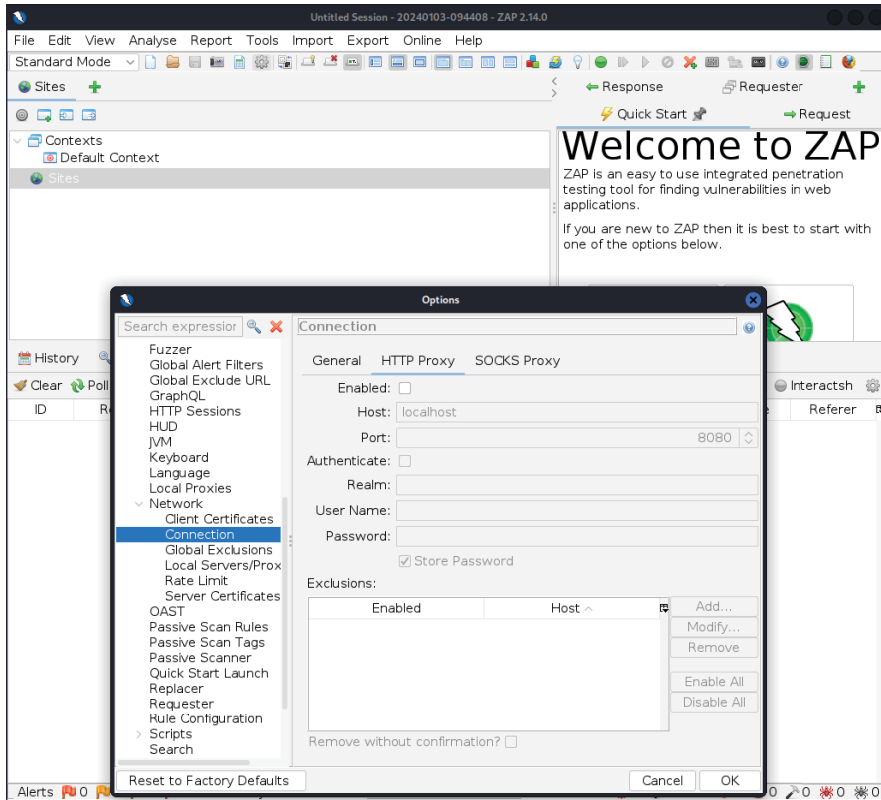 Untitled Session - 20240103-094408 - ZAP 2.14.0
File Edit View Analyse Report Tools Import Export Online Help
Standard Mode
Sites
Response
Requester
Quick Start
Request
Contexts
Default Context
Sites
Welcome to ZAP
ZAP is an easy to use integrated penetration
testing tool for finding vulnerabilities in web
applications.
If you are new to ZAP then it is best to start with
one of the options below.
History
Clear Poll
Interactsh
ID
Referer
Options
Search expression
Fuzzer
Global Alert Filters
Global Exclude URL
GraphQL
HTTP Sessions
HUD
JVM
Keyboard
Language
Local Proxies
Network
Client Certificates
Connection
Global Exclusions
Local Servers/Prox
Rate Limit
Server Certificates
OAST
Passive Scan Rules
Passive Scan Tags
Passive Scanner
Quick Start Launch
Replacer
Requester
Rule Configuration
Scripts
Search
Connection
General HTTP Proxy SOCKS Proxy
Enabled:
Host: localhost
Port: 8080
Authenticate:
Realm:
User Name:
Password:
Store Password
Exclusions:
Enabled Host
Add...
Modify...
Remove
Enable All
Disable All
Remove without confirmation?
Reset to Factory Defaults
Cancel OK
Alerts 0
0 0 0 0